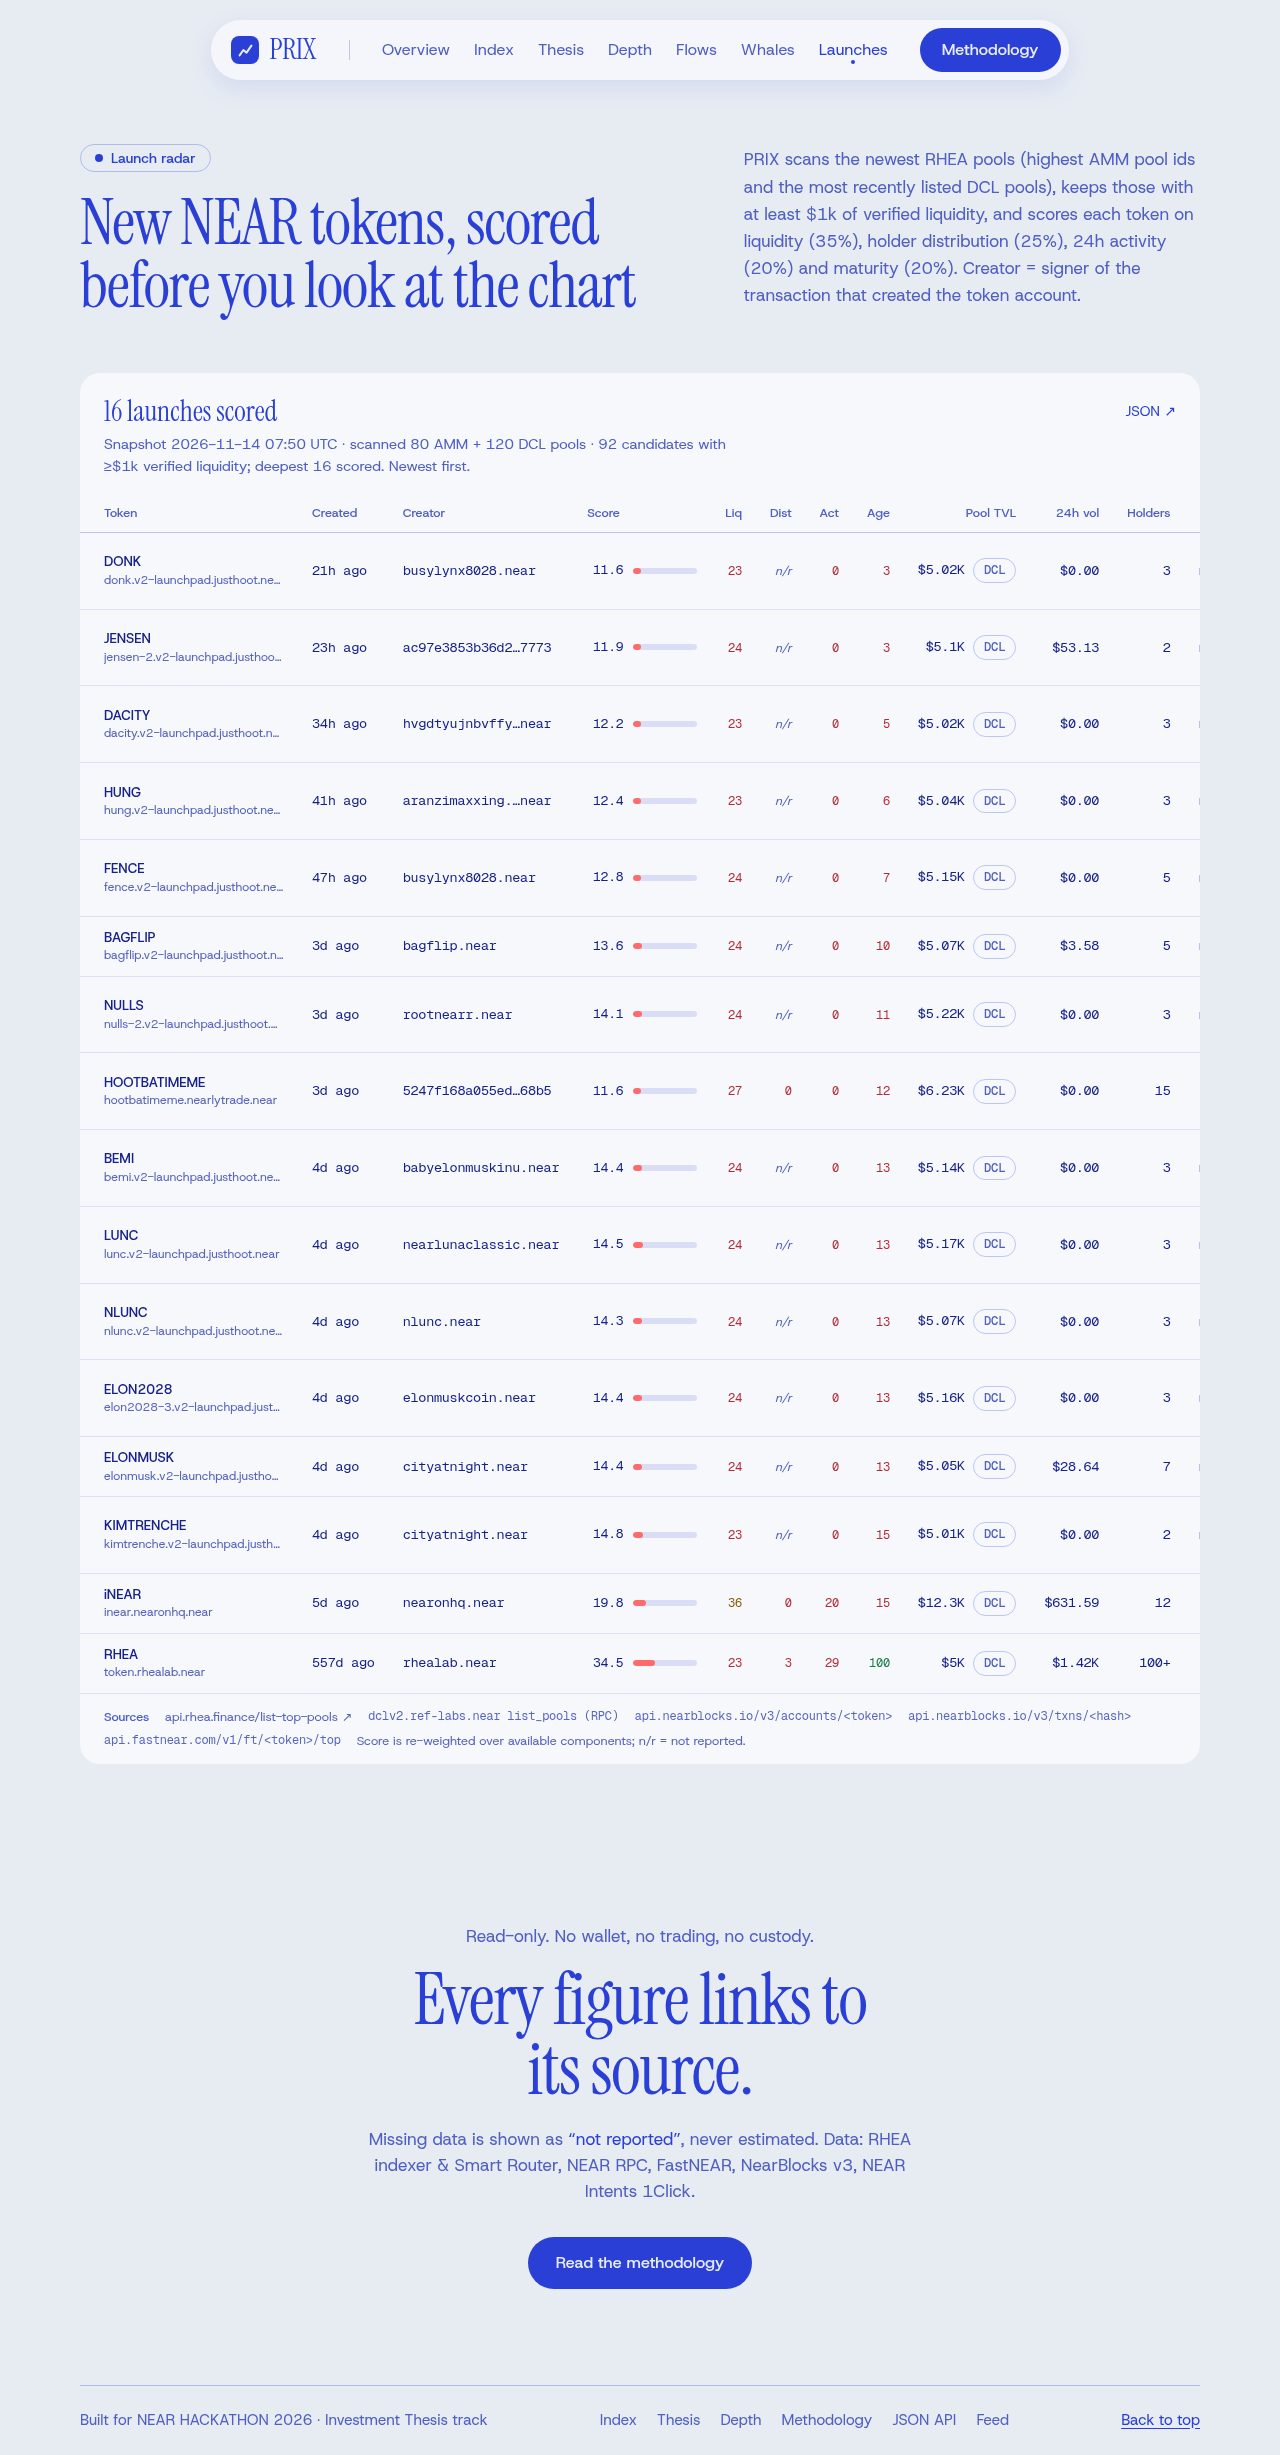 PRIX Overview Index Thesis Depth Flows Whales Launches Methodology
Launch radar
New NEAR tokens, scored
before you look at the chart
PRIX scans the newest RHEA pools (highest AMM pool ids
and the most recently listed DCL pools), keeps those with
at least $1k of verified liquidity, and scores each token on
liquidity (35%), holder distribution (25%), 24h activity
(20%) and maturity (20%). Creator = signer of the
transaction that created the token account.
16 launches scored
JSON ↗
Snapshot 2026-11-14 07:50 UTC · scanned 80 AMM + 120 DCL pools · 92 candidates with
≥$1k verified liquidity; deepest 16 scored. Newest first.
Token Created Creator Score Liq Dist Act Age Pool TVL 24h vol Holders
DONK
donk.v2-launchpad.justhoot.ne…
21h ago busylynx8028.near 11.6 23 n/r 0 3 $5.02K DCL $0.00 3
JENSEN
jensen-2.v2-launchpad.justhoo…
23h ago ac97e3853b36d2…7773 11.9 24 n/r 0 3 $5.1K DCL $53.13 2
DACITY
dacity.v2-launchpad.justhoot.n…
34h ago hvgdtyujnbvffy…near 12.2 23 n/r 0 5 $5.02K DCL $0.00 3
HUNG
hung.v2-launchpad.justhoot.ne…
41h ago aranzimaxxing.…near 12.4 23 n/r 0 6 $5.04K DCL $0.00 3
FENCE
fence.v2-launchpad.justhoot.ne…
47h ago busylynx8028.near 12.8 24 n/r 0 7 $5.15K DCL $0.00 5
BAGFLIP
bagflip.v2-launchpad.justhoot.n…
3d ago bagflip.near 13.6 24 n/r 0 10 $5.07K DCL $3.58 5
NULLS
nulls-2.v2-launchpad.justhoot.…
3d ago rootnearr.near 14.1 24 n/r 0 11 $5.22K DCL $0.00 3
HOOTBATIMEME
hootbatimeme.nearlytrade.near
3d ago 5247f168a055ed…68b5 11.6 27 0 0 12 $6.23K DCL $0.00 15
BEMI
bemi.v2-launchpad.justhoot.ne…
4d ago babyelonmuskinu.near 14.4 24 n/r 0 13 $5.14K DCL $0.00 3
LUNC
lunc.v2-launchpad.justhoot.near
4d ago nearlunaclassic.near 14.5 24 n/r 0 13 $5.17K DCL $0.00 3
NLUNC
nlunc.v2-launchpad.justhoot.ne…
4d ago nlunc.near 14.3 24 n/r 0 13 $5.07K DCL $0.00 3
ELON2028
elon2028-3.v2-launchpad.just…
4d ago elonmuskcoin.near 14.4 24 n/r 0 13 $5.16K DCL $0.00 3
ELONMUSK
elonmusk.v2-launchpad.justho…
4d ago cityatnight.near 14.4 24 n/r 0 13 $5.05K DCL $28.64 7
KIMTRENCHE
kimtrenche.v2-launchpad.justh…
4d ago cityatnight.near 14.8 23 n/r 0 15 $5.01K DCL $0.00 2
iNEAR
inear.nearonhq.near
5d ago nearonhq.near 19.8 36 0 20 15 $12.3K DCL $631.59 12
RHEA
token.rhealab.near
557d ago rhealab.near 34.5 23 3 29 100 $5K DCL $1.42K 100+
Sources api.rhea.finance/list-top-pools ↗ dclv2.ref-labs.near list_pools (RPC) api.nearblocks.io/v3/accounts/<token> api.nearblocks.io/v3/txns/<hash>
api.fastnear.com/v1/ft/<token>/top Score is re-weighted over available components; n/r = not reported.
Read-only. No wallet, no trading, no custody.
Every figure links to
its source.
Missing data is shown as “not reported”, never estimated. Data: RHEA
indexer & Smart Router, NEAR RPC, FastNEAR, NearBlocks v3, NEAR
Intents 1Click.
Read the methodology
Built for NEAR HACKATHON 2026 · Investment Thesis track Index Thesis Depth Methodology JSON API Feed Back to top